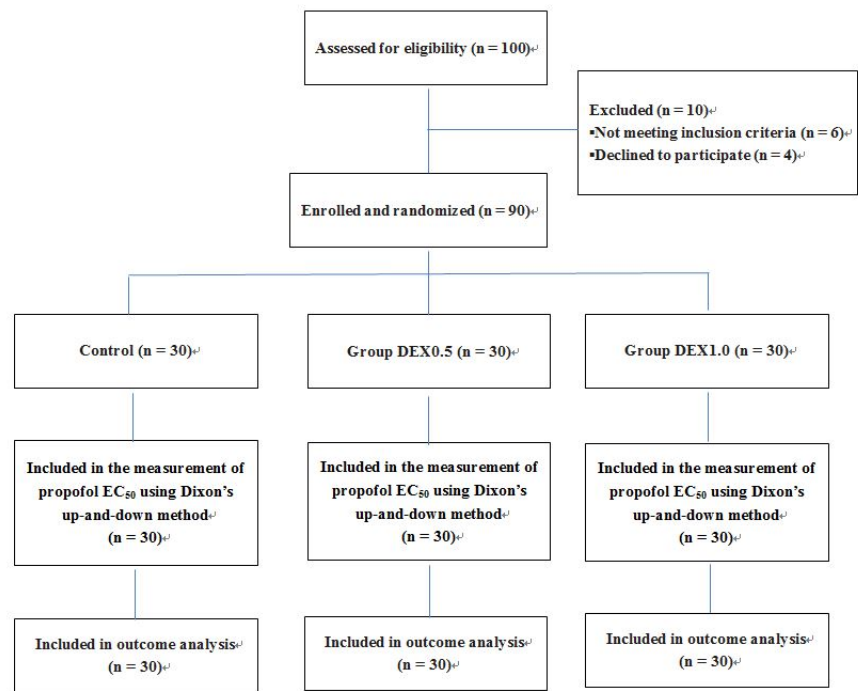 Assessed for eligibility (n = 100)↵
Excluded (n = 10)↵
▪Not meeting inclusion criteria (n = 6)↵
▪Declined to participate (n = 4)↵
Enrolled and randomized (n = 90)↵
Control (n = 30)↵
Group DEX0.5 (n = 30)↵
Group DEX1.0 (n = 30)↵
Included in the measurement of
propofol EC₅₀ using Dixon’s
up-and-down method↵
(n = 30)↵
Included in the measurement of
propofol EC₅₀ using Dixon’s
up-and-down method↵
(n = 30)↵
Included in the measurement of
propofol EC₅₀ using Dixon’s
up-and-down method↵
(n = 30)↵
Included in outcome analysis↵
(n = 30)↵
Included in outcome analysis↵
(n = 30)↵
Included in outcome analysis↵
(n = 30)↵